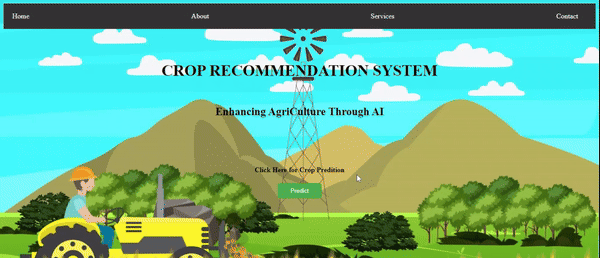 Home About Services Contact
CROP RECOMMENDATION SYSTEM
Enhancing AgriCulture Through AI
Click Here for Crop Predition
Predict